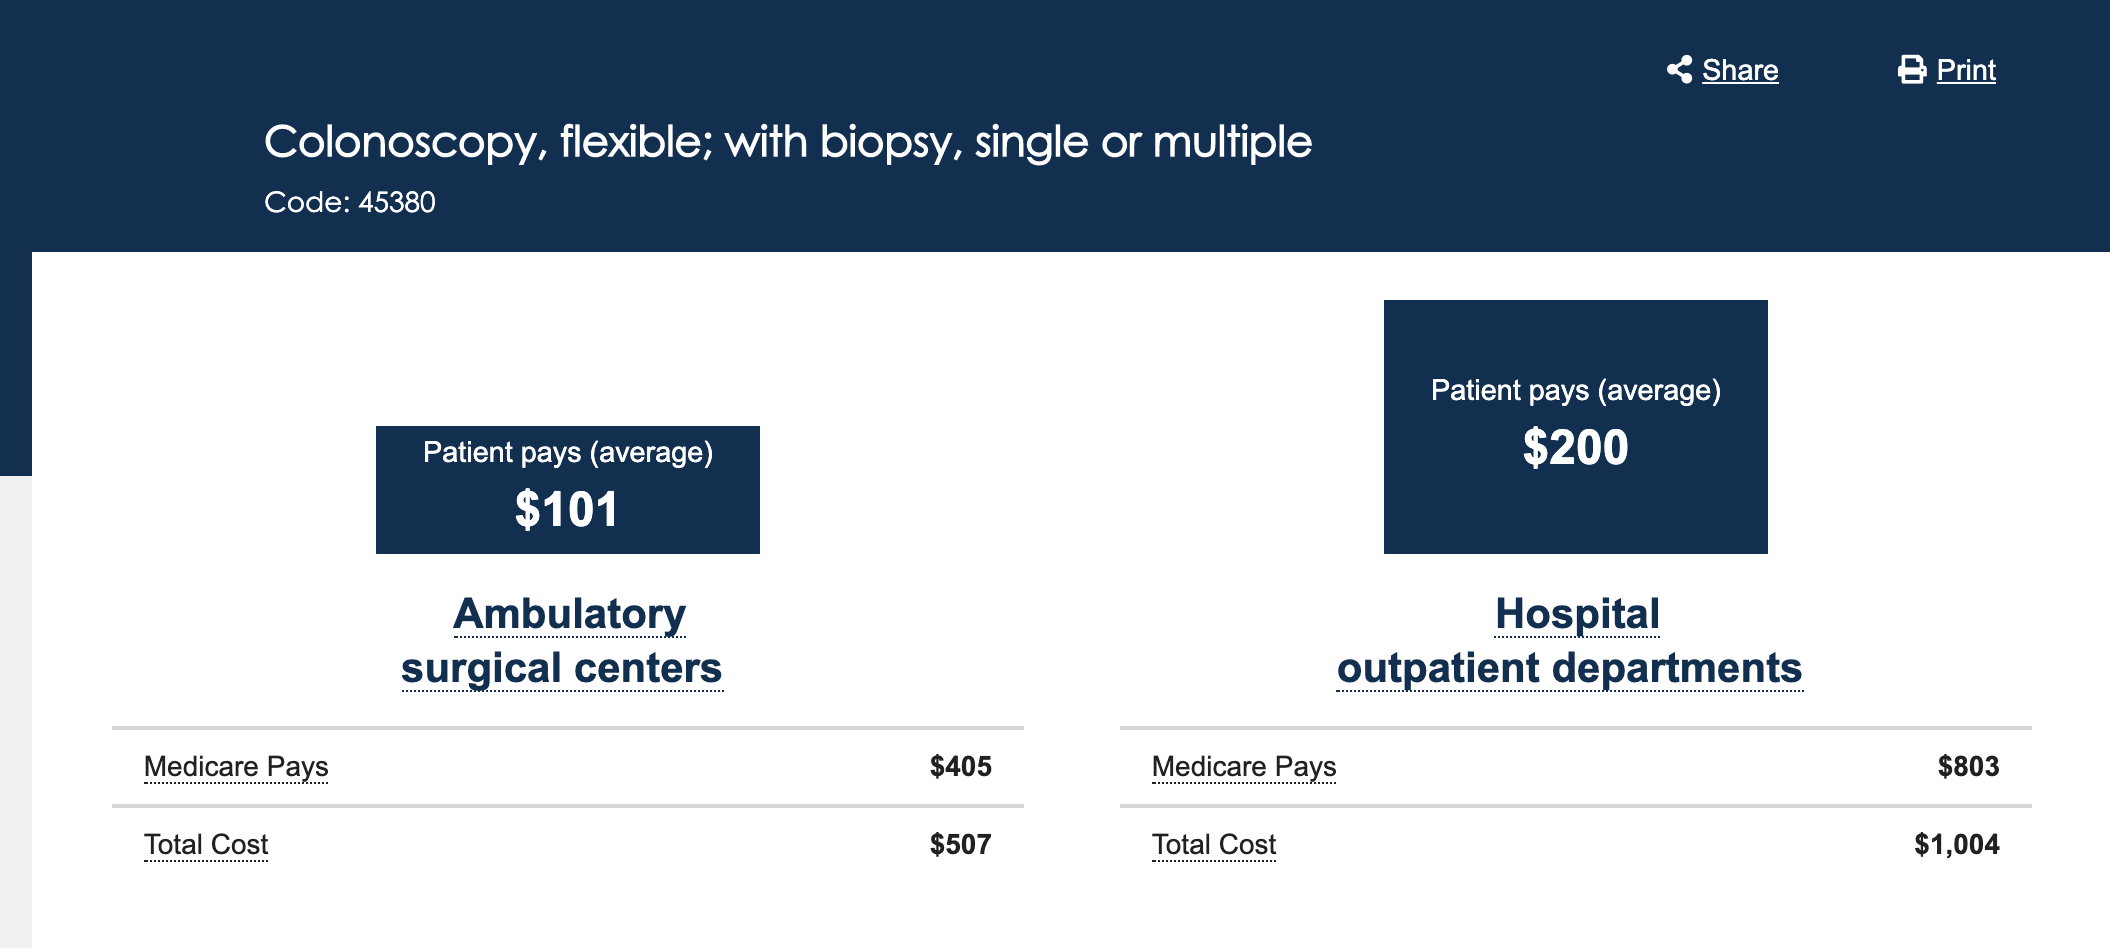 Share
Print
Colonoscopy, flexible; with biopsy, single or multiple
Code: 45380
Patient pays (average)
$101
Ambulatory
surgical centers
Medicare Pays $405
Total Cost $507
Patient pays (average)
$200
Hospital
outpatient departments
Medicare Pays $803
Total Cost $1,004